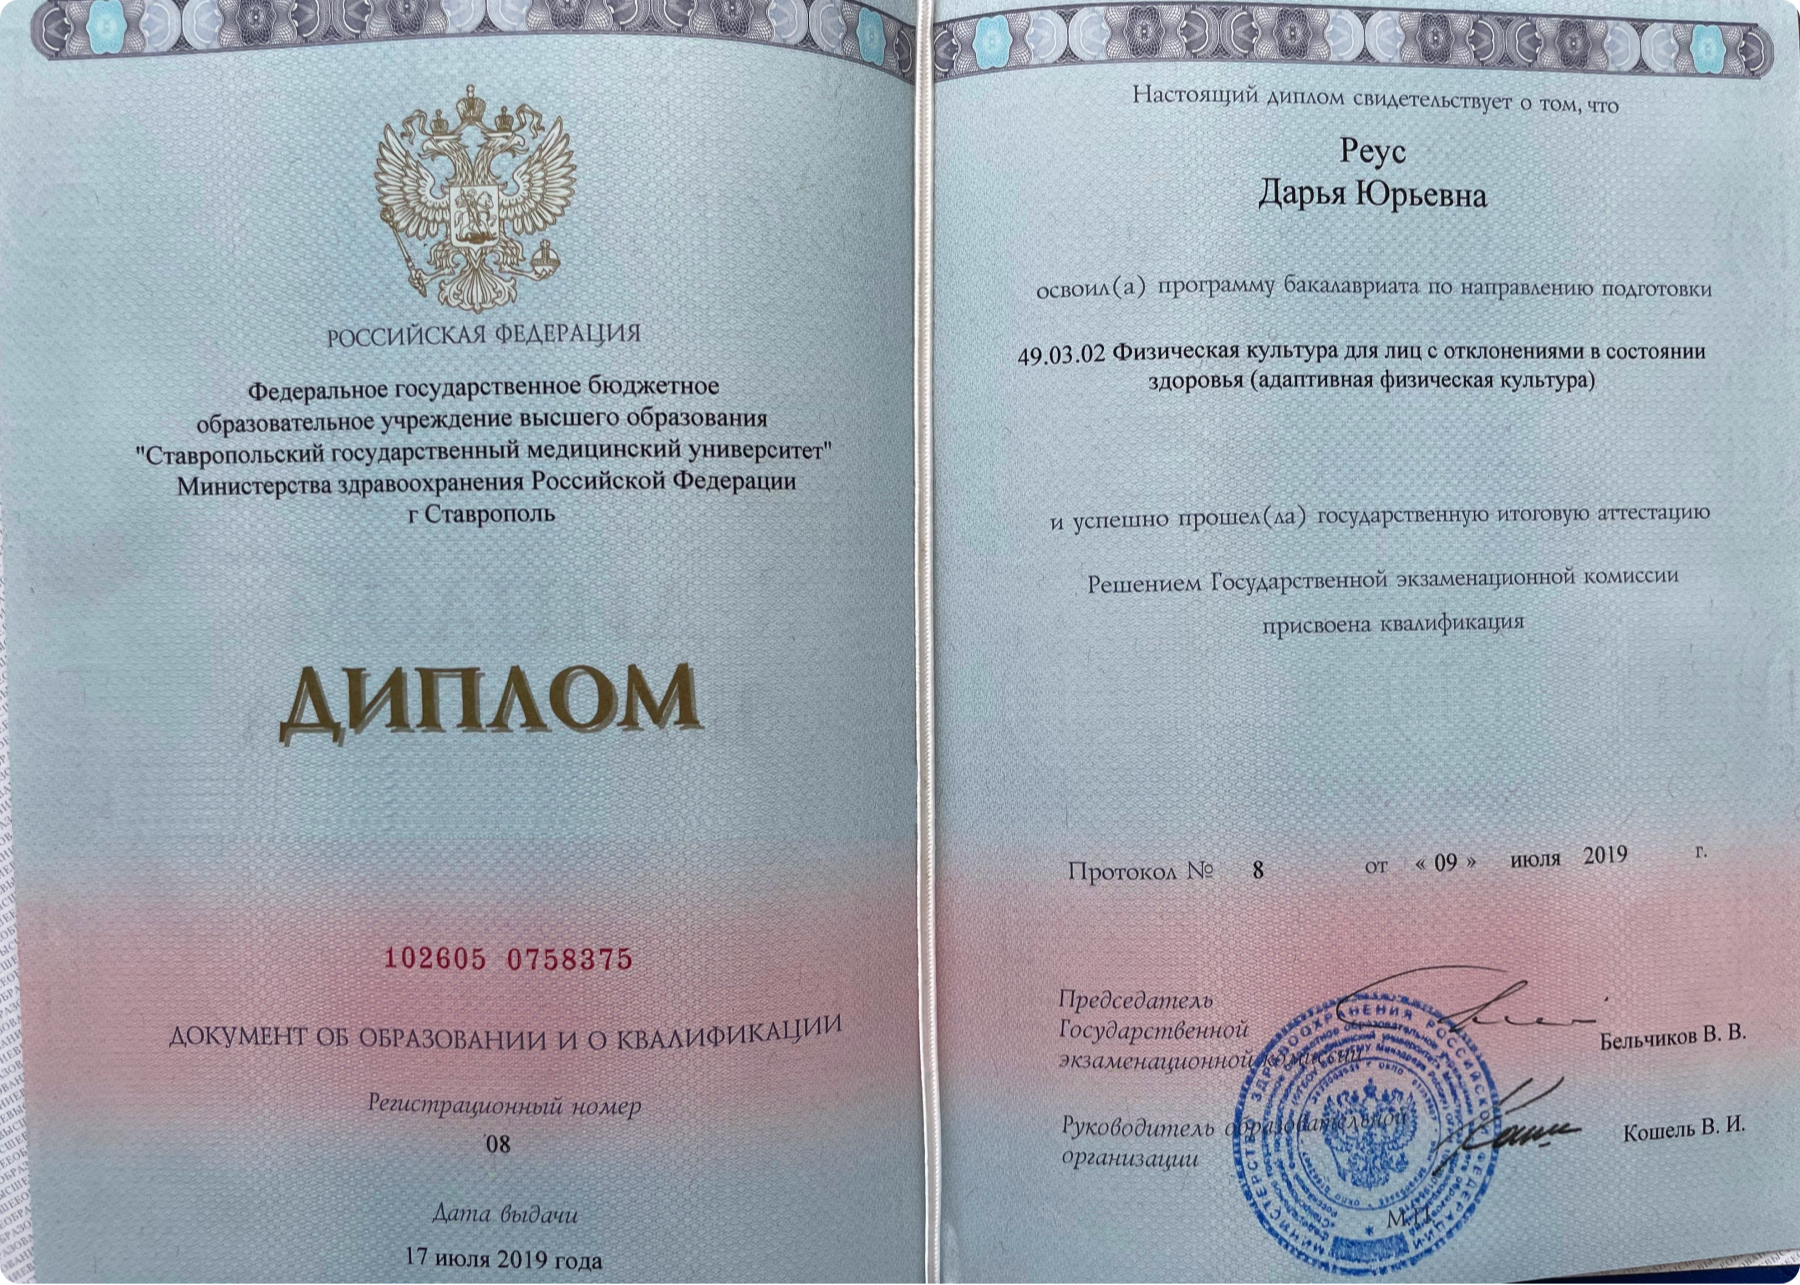 РОССИЙСКАЯ ФЕДЕРАЦИЯ
Федеральное государственное бюджетное
образовательное учреждение высшего образования
"Ставропольский государственный медицинский университет"
Министерства здравоохранения Российской Федерации
г Ставрополь
ДИПЛОМ
102605 0758375
ДОКУМЕНТ ОБ ОБРАЗОВАНИИ И О КВАЛИФИКАЦИИ
Регистрационный номер
08
Дата выдачи
17 июля 2019 года
Настоящий диплом свидетельствует о том, что
Реус
Дарья Юрьевна
освоил(а) программу бакалавриата по направлению подготовки
49.03.02 Физическая культура для лиц с отклонениями в состоянии
здоровья (адаптивная физическая культура)
и успешно прошел(ла) государственную итоговую аттестацию
Решением Государственной экзаменационной комиссии
присвоена квалификация
Протокол № 8 от « 09 » июля 2019 г.
Председатель
Государственной
экзаменационной комиссии
Бельчиков В. В.
Руководитель образовательной
организации
Кошель В. И.
М.П.
МИНИСТЕРСТВО ЗДРАВООХРАНЕНИЯ РОССИЙСКОЙ ФЕДЕРАЦИИ